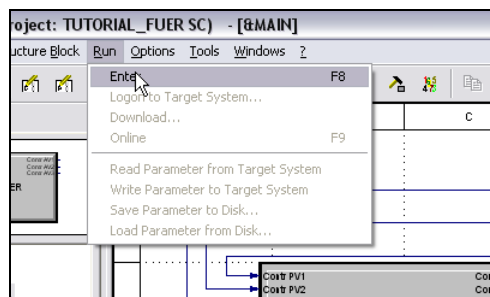 roject: TUTORIAL_FUER SC) - [&MAIN]
ucture Block Run Options Tools Windows ?
Enter F8
Logon to Target System...
Download...
Online F9
Read Parameter from Target System
Write Parameter to Target System
Save Parameter to Disk...
Load Parameter from Disk...
C
ER
Contr PV1 Con
Contr PV2 Con